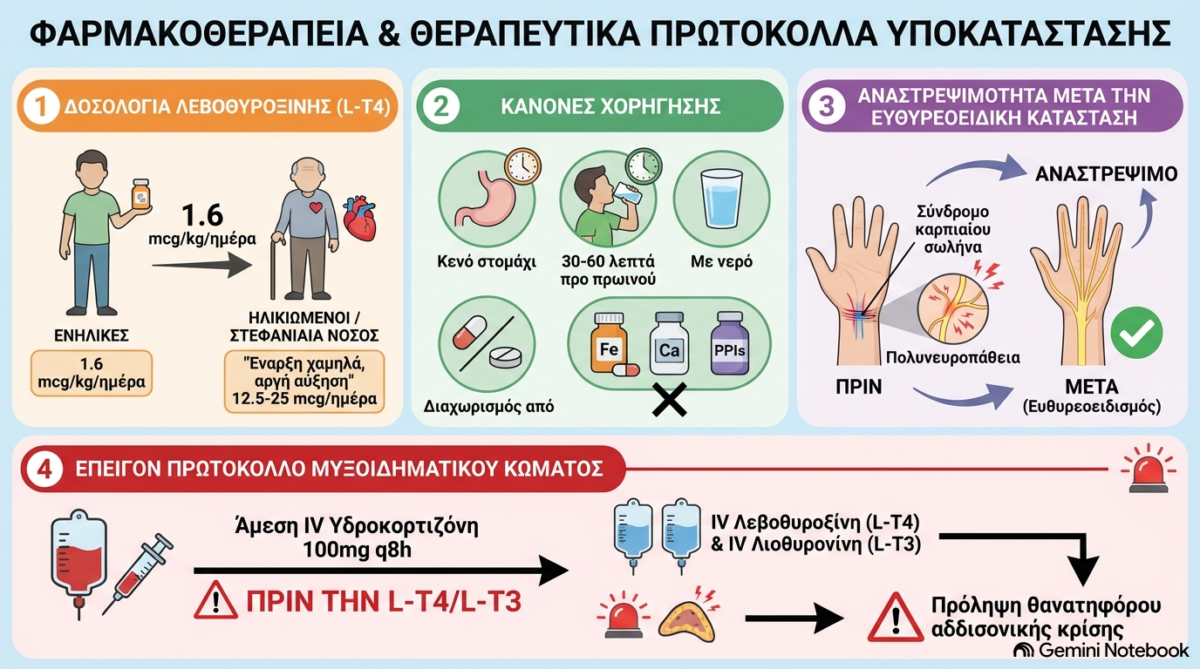 ΦΑΡΜΑΚΟΘΕΡΑΠΕΙΑ & ΘΕΡΑΠΕΥΤΙΚΑ ΠΡΩΤΟΚΟΛΛΑ ΥΠΟΚΑΤΑΣΤΑΣΗΣ
1 ΔΟΣΟΛΟΓΙΑ ΛΕΒΟΘΥΡΟΞΙΝΗΣ (L-T4)
1.6
mcg/kg/ημέρα
ΕΝΗΛΙΚΕΣ
1.6
mcg/kg/ημέρα
ΗΛΙΚΙΩΜΕΝΟΙ /
ΣΤΕΦΑΝΙΑΙΑ ΝΟΣΟΣ
"Έναρξη χαμηλά,
αργή αύξηση"
12.5-25 mcg/ημέρα
2 ΚΑΝΟΝΕΣ ΧΟΡΗΓΗΣΗΣ
Κενό στομάχι
30-60 λεπτά
προ πρωινού
Με νερό
Διαχωρισμός από
Fe
Ca
PPIs
3 ΑΝΑΣΤΡΕΨΙΜΟΤΗΤΑ ΜΕΤΑ ΤΗΝ
ΕΥΘΥΡΕΟΕΙΔΙΚΗ ΚΑΤΑΣΤΑΣΗ
ΑΝΑΣΤΡΕΨΙΜΟ
Σύνδρομο
καρπιαίου
σωλήνα
Πολυνευροπάθεια
ΠΡΙΝ
ΜΕΤΑ
(Ευθυρεοειδισμός)
4 ΕΠΕΙΓΟΝ ΠΡΩΤΟΚΟΛΛΟ ΜΥΞΟΙΔΗΜΑΤΙΚΟΥ ΚΩΜΑΤΟΣ
Άμεση IV Υδροκορτιζόνη
100mg q8h
ΠΡΙΝ ΤΗΝ L-T4/L-T3
IV Λεβοθυροξίνη (L-T4)
& IV Λιοθυρονίνη (L-T3)
Πρόληψη θανατηφόρου
αδδισονικής κρίσης
Gemini Notebook